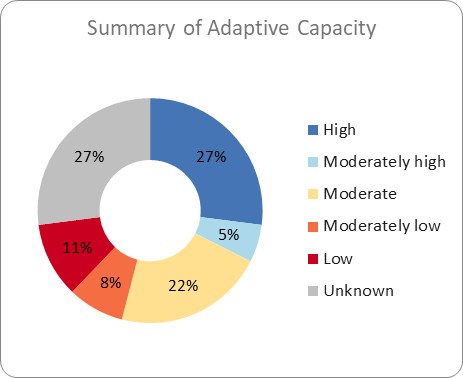 Summary of Adaptive Capacity
27%
27%
5%
22%
8%
11%
High
Moderately high
Moderate
Moderately low
Low
Unknown